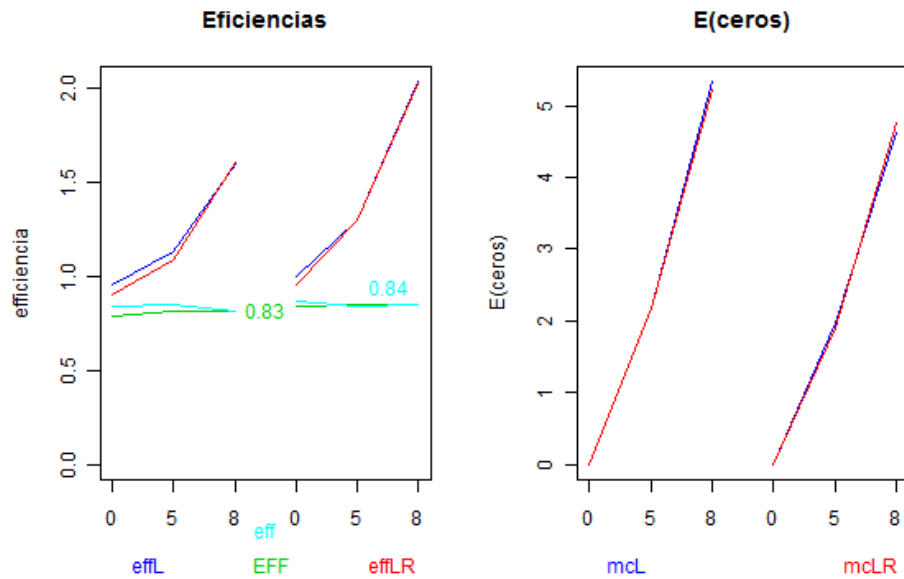 Eficiencias
efficiencia
2.0
1.5
1.0
0.5
0.0
0.83
0.84
0 5 8 0 5 8
eff
effL EFF effLR
E(ceros)
E(ceros)
5
4
3
2
1
0
0 5 8 0 5 8
mcL mcLR